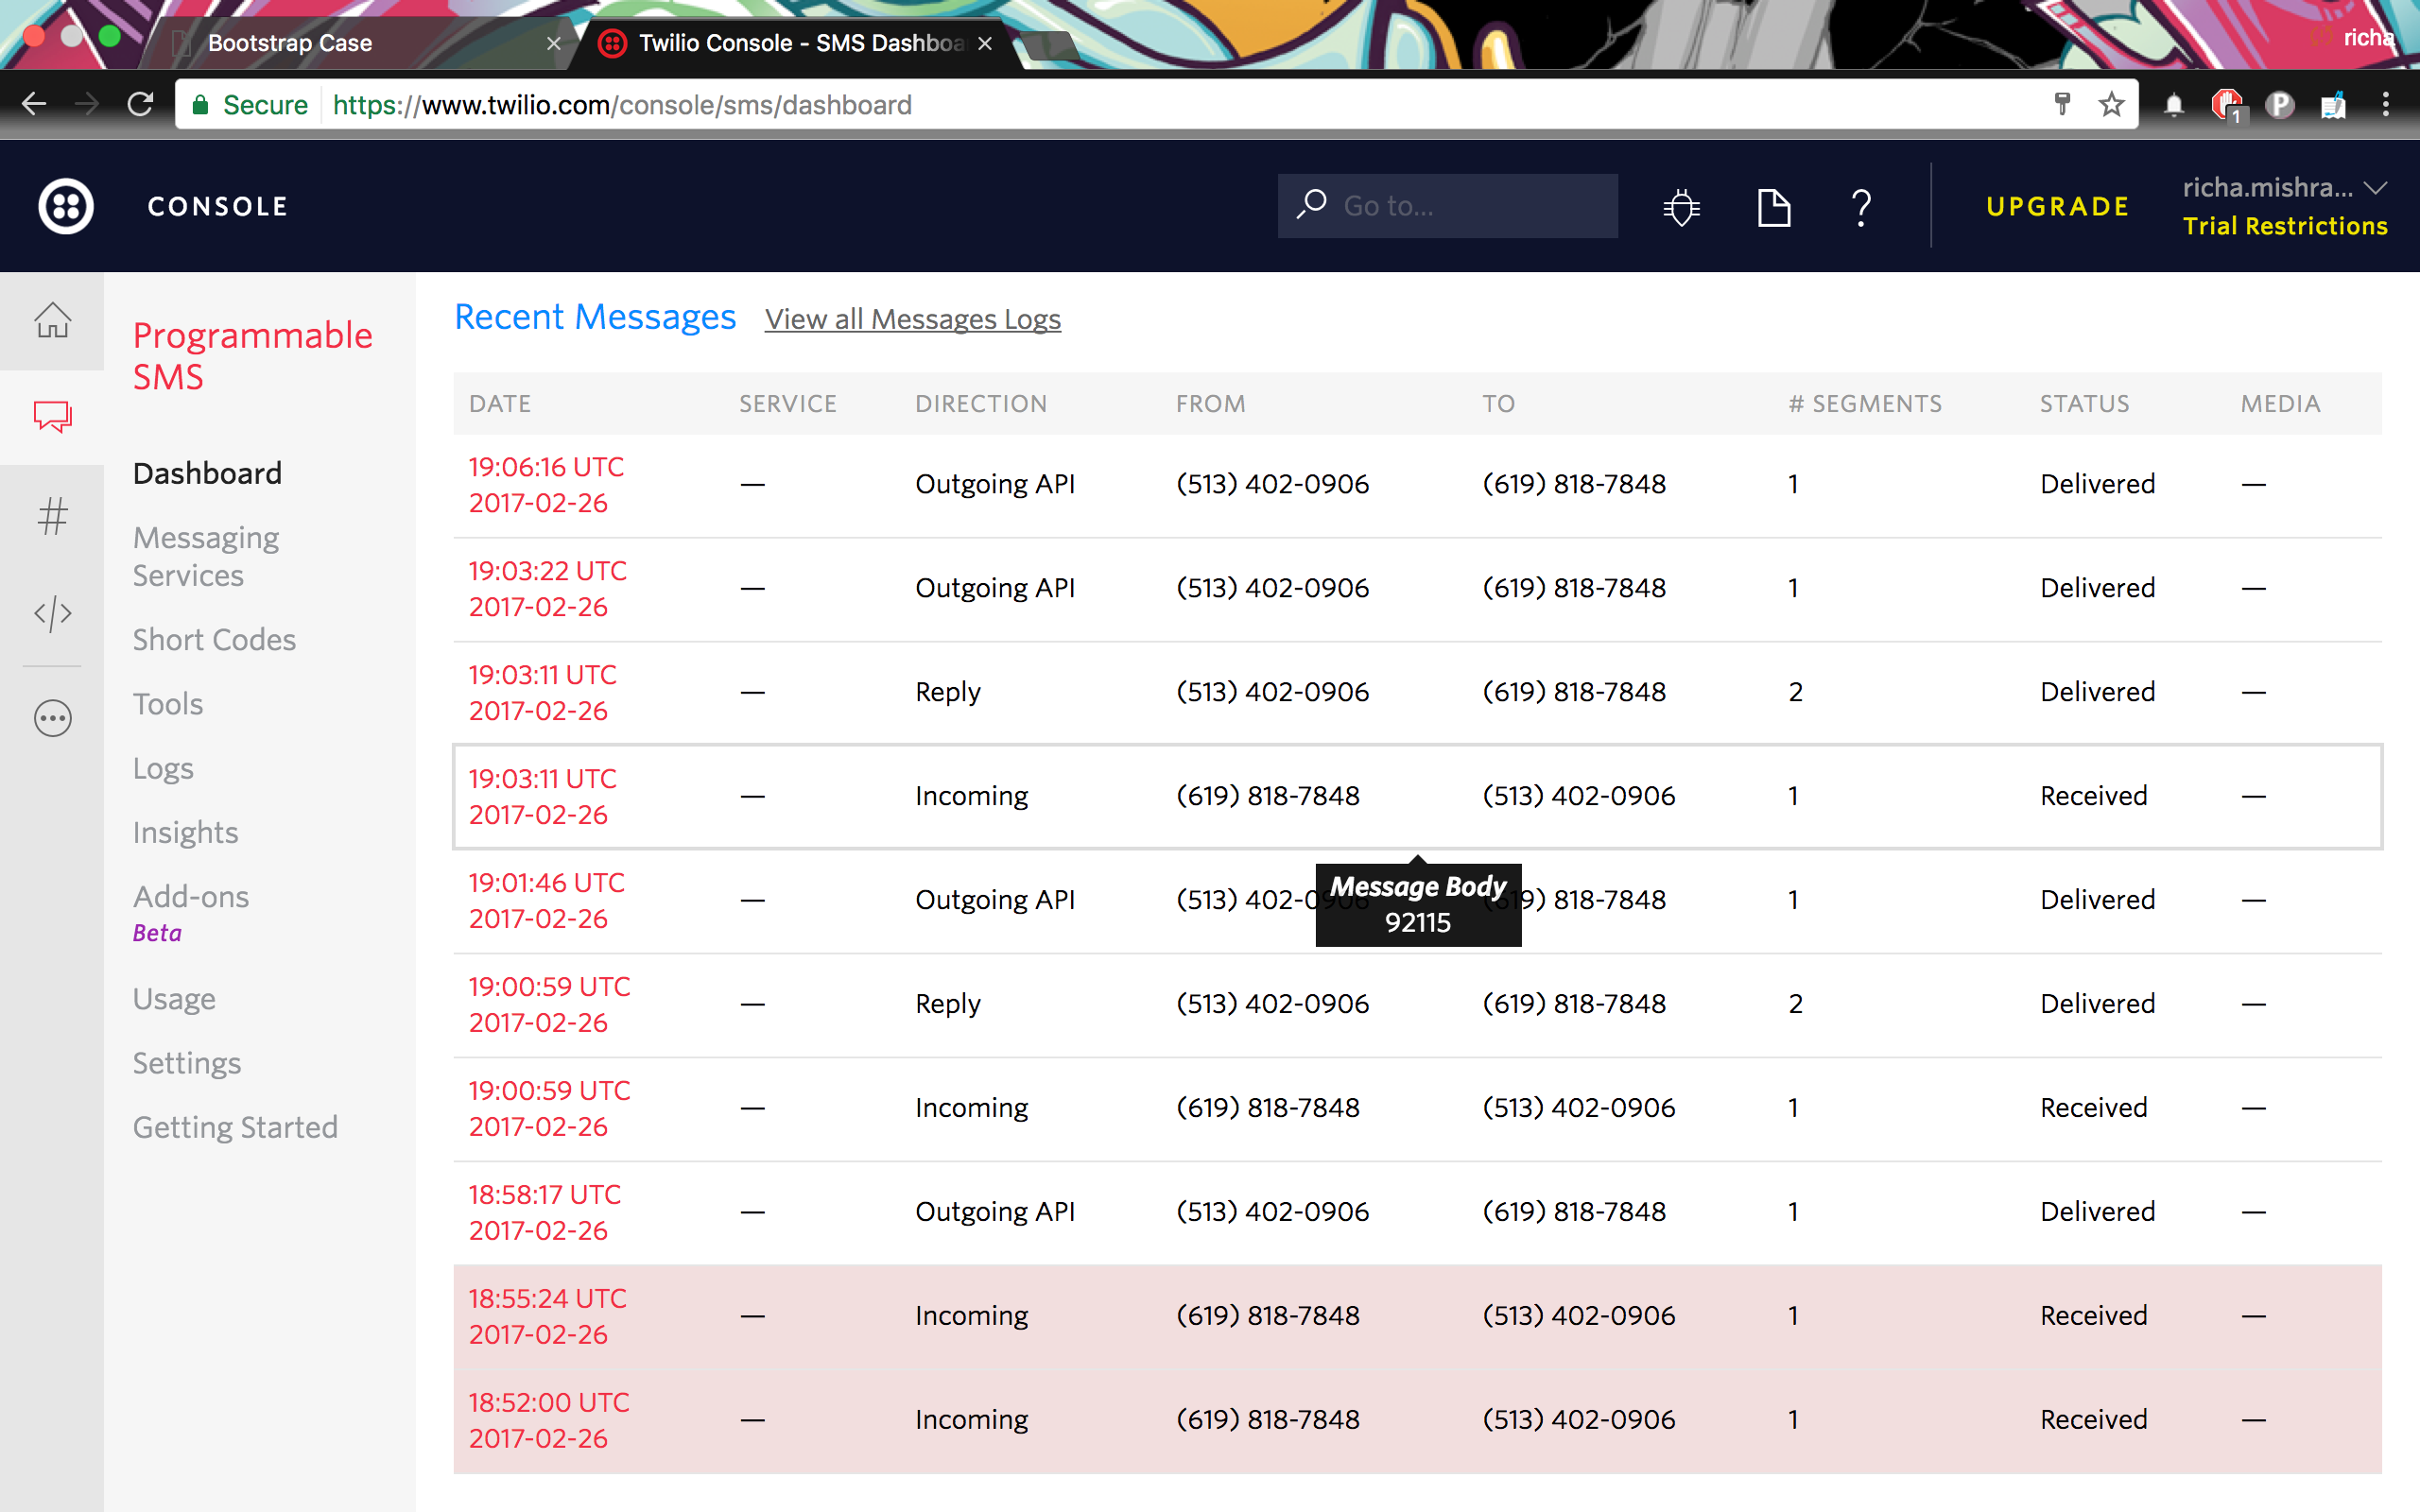 Bootstrap Case
Twilio Console - SMS Dashboa
richa
Secure https://www.twilio.com/console/sms/dashboard
1
CONSOLE
Go to...
UPGRADE
richa.mishra...
Trial Restrictions
Programmable
SMS
Dashboard
Messaging
Services
Short Codes
Tools
Logs
Insights
Add-ons
Beta
Usage
Settings
Getting Started
Recent Messages View all Messages Logs
DATE SERVICE DIRECTION FROM TO # SEGMENTS STATUS MEDIA
19:06:16 UTC
2017-02-26 — Outgoing API (513) 402-0906 (619) 818-7848 1 Delivered —
19:03:22 UTC
2017-02-26 — Outgoing API (513) 402-0906 (619) 818-7848 1 Delivered —
19:03:11 UTC
2017-02-26 — Reply (513) 402-0906 (619) 818-7848 2 Delivered —
19:03:11 UTC
2017-02-26 — Incoming (619) 818-7848 (513) 402-0906 1 Received —
Message Body
92115
19:01:46 UTC
2017-02-26 — Outgoing API (513) 402-0906 (619) 818-7848 1 Delivered —
19:00:59 UTC
2017-02-26 — Reply (513) 402-0906 (619) 818-7848 2 Delivered —
19:00:59 UTC
2017-02-26 — Incoming (619) 818-7848 (513) 402-0906 1 Received —
18:58:17 UTC
2017-02-26 — Outgoing API (513) 402-0906 (619) 818-7848 1 Delivered —
18:55:24 UTC
2017-02-26 — Incoming (619) 818-7848 (513) 402-0906 1 Received —
18:52:00 UTC
2017-02-26 — Incoming (619) 818-7848 (513) 402-0906 1 Received —